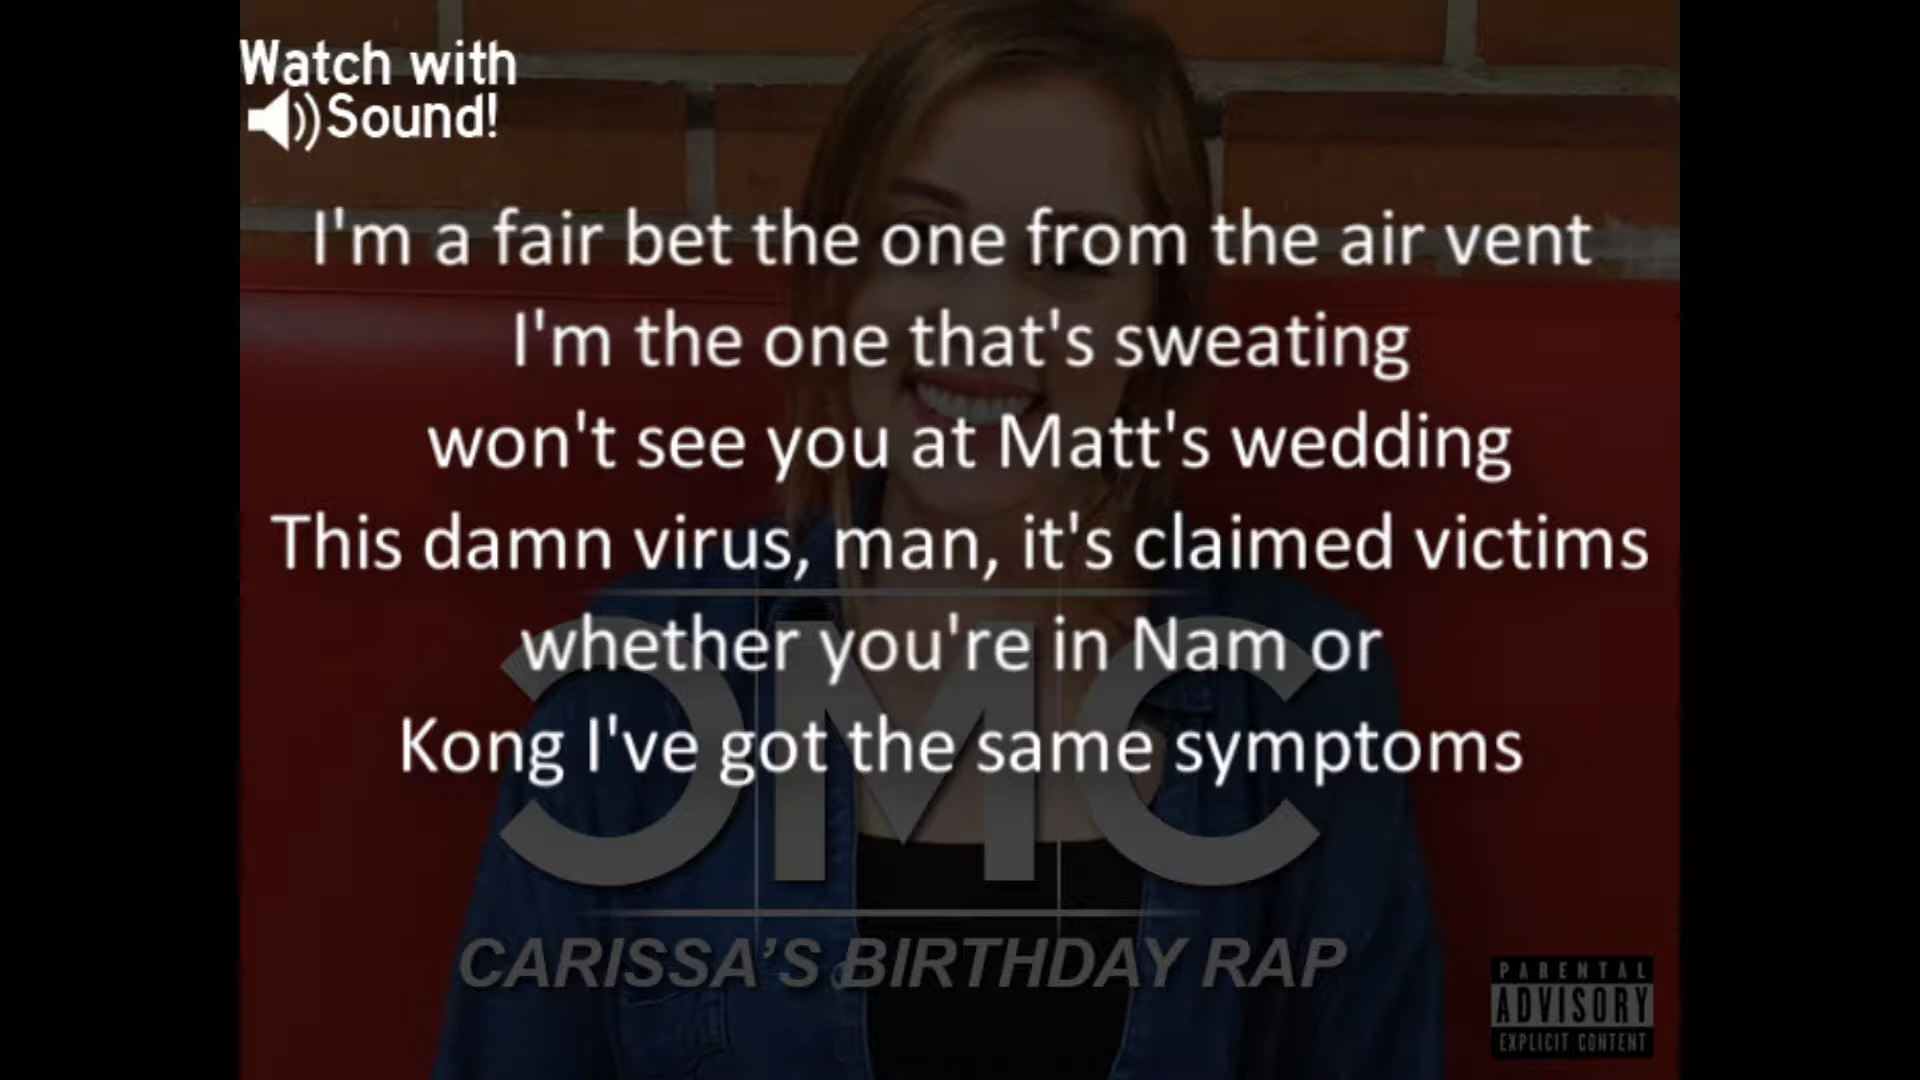 Watch with
Sound!
I'm a fair bet the one from the air vent
I'm the one that's sweating
won't see you at Matt's wedding
This damn virus, man, it's claimed victims
whether you're in Nam or
Kong I've got the same symptoms
CMC
CARISSA'S BIRTHDAY RAP
PARENTAL
ADVISORY
EXPLICIT CONTENT